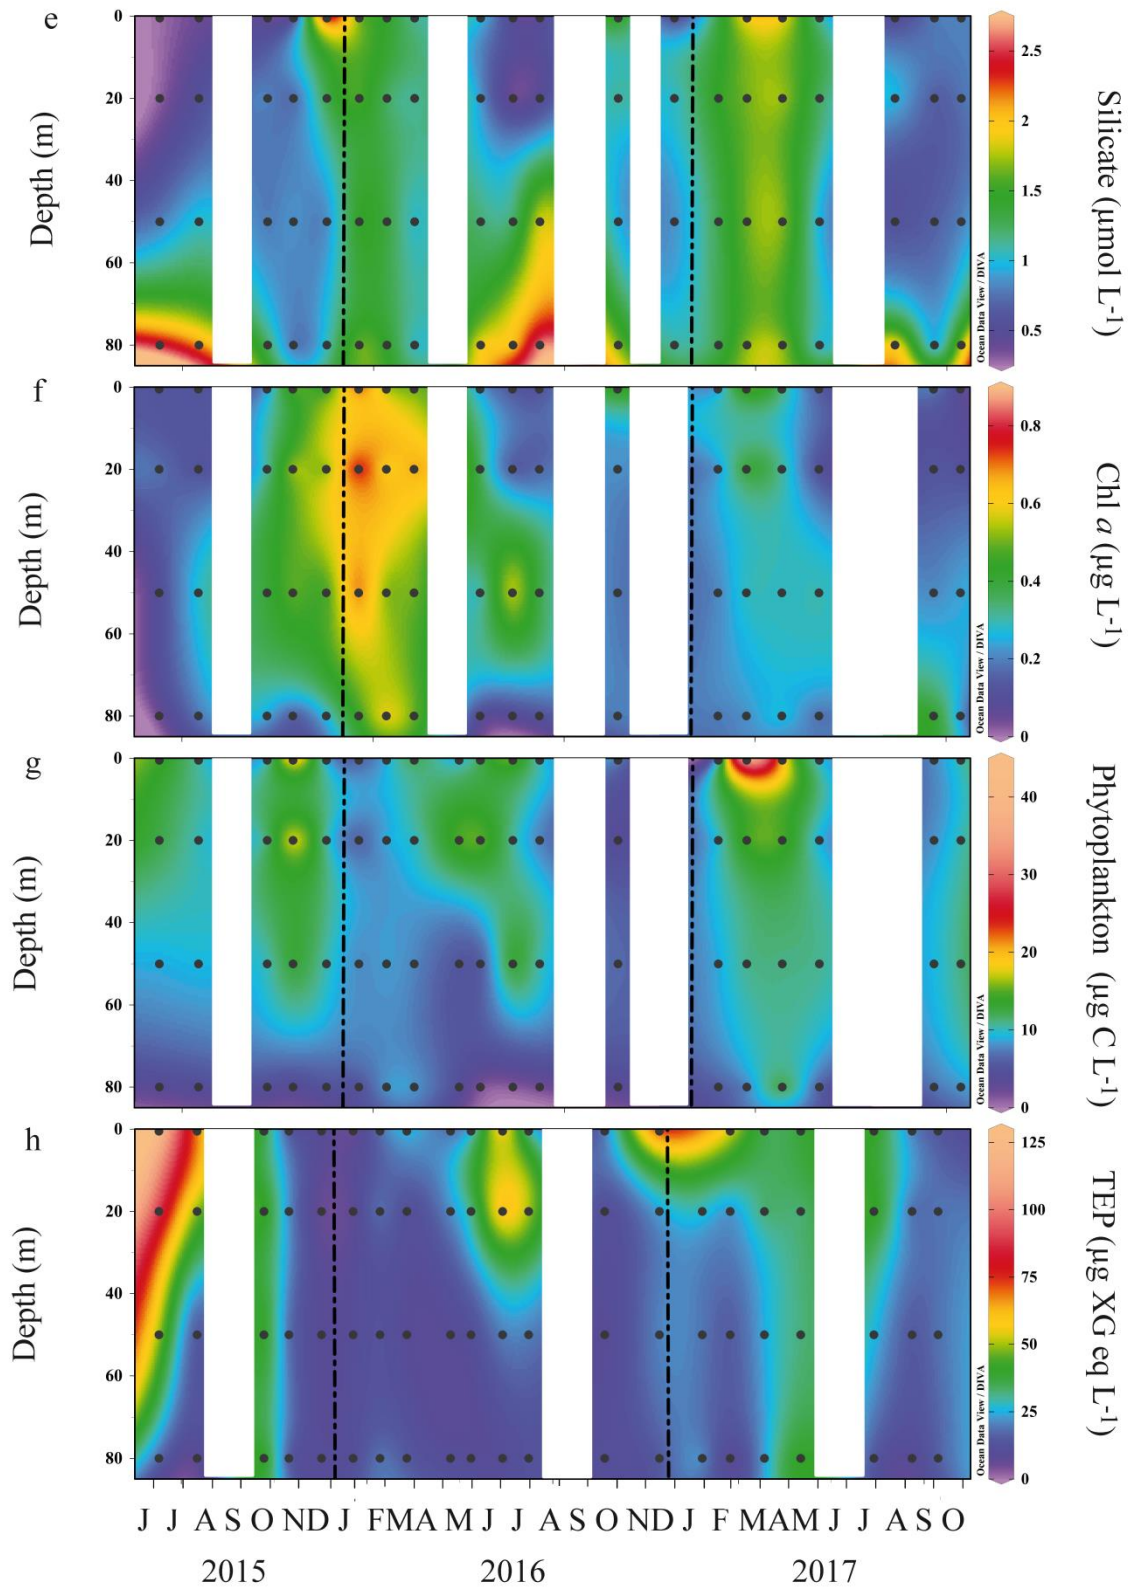 e
0
20
40
60
80
Depth (m)
2.5
2
1.5
1
0.5
Silicate (µmol L-1)
Ocean Data View / DIVA
f
0
20
40
60
80
Depth (m)
0.8
0.6
0.4
0.2
0
Chl a (µg L-1)
Ocean Data View / DIVA
g
0
20
40
60
80
Depth (m)
40
30
20
10
0
Phytoplankton (µg C L-1)
Ocean Data View / DIVA
h
0
20
40
60
80
Depth (m)
125
100
75
50
25
0
TEP (µg XG eq L-1)
Ocean Data View / DIVA
J J A S O N D J F M A M J J A S O N D J F M A M J J A S O
2015 2016 2017